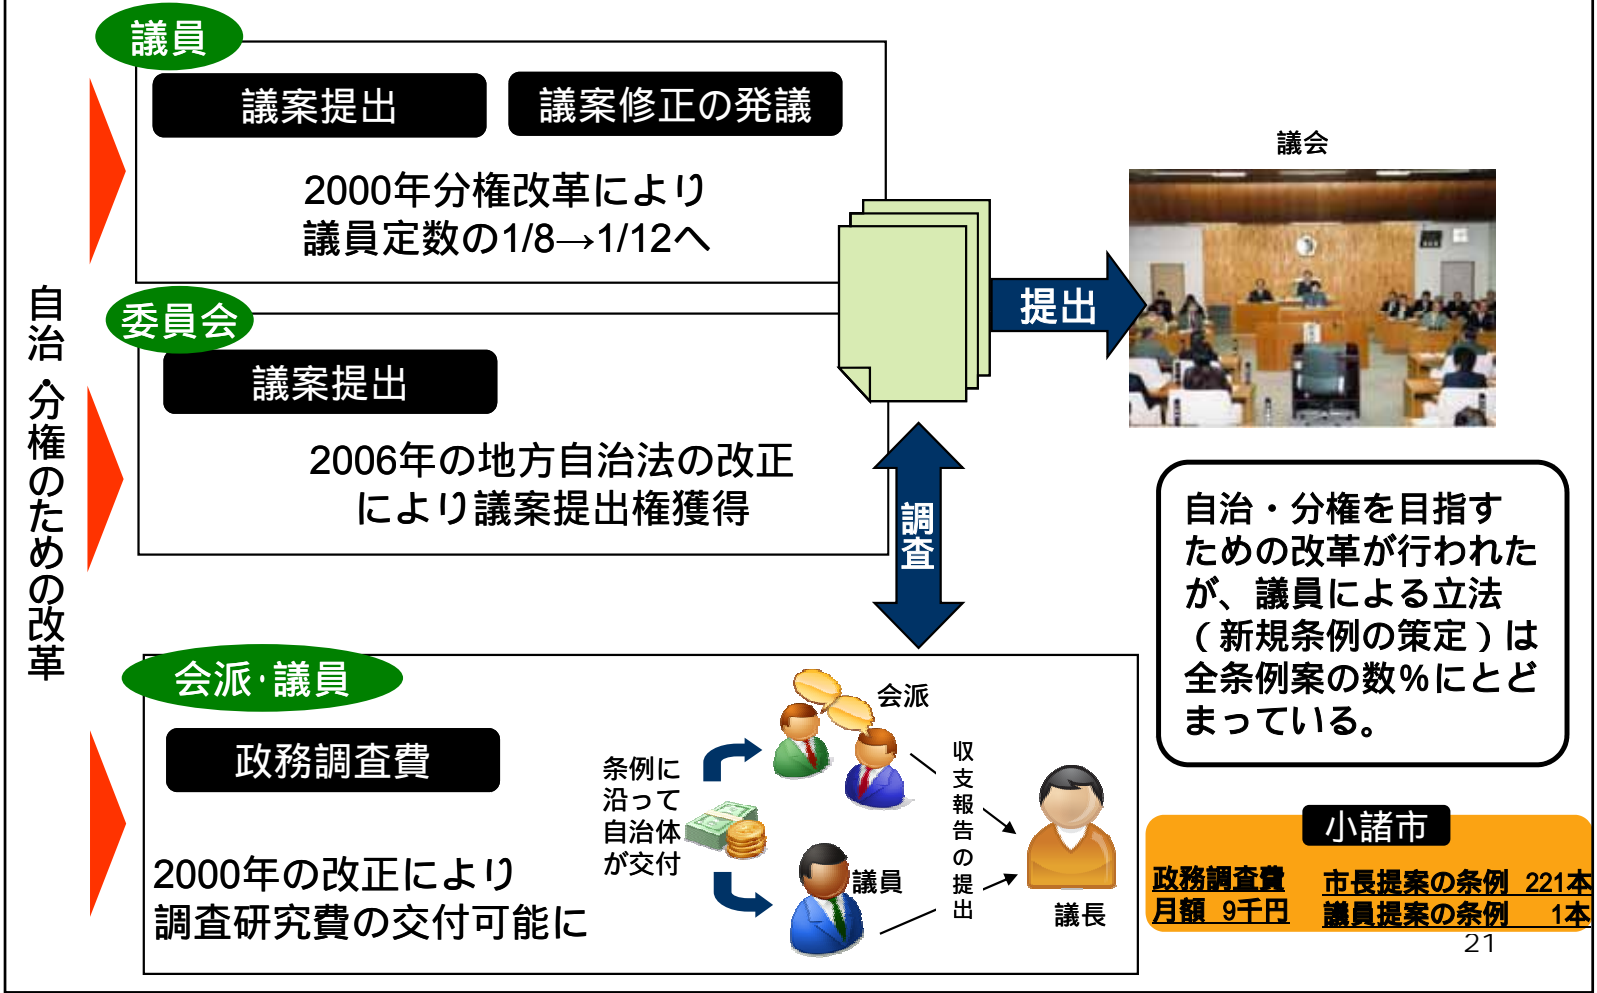 自治・分権のための改革
議員
議案提出
議案修正の発議
2000年分権改革により
議員定数の1/8→1/12へ
委員会
議案提出
2006年の地方自治法の改正
により議案提出権獲得
提出
議会
調査
会派・議員
政務調査費
2000年の改正により
調査研究費の交付可能に
条例に
沿って
自治体
が交付
会派
議員
収支報告の提出
議長
自治・分権を目指す
ための改革が行われた
が、議員による立法
（新規条例の策定）は
全条例案の数％にとど
まっている。
小諸市
政務調査費
月額 9千円
市長提案の条例 221本
議員提案の条例 1本
21